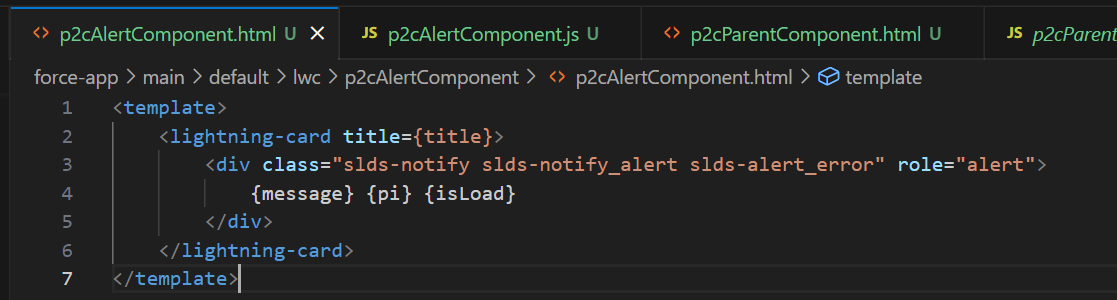 <> p2cAlertComponent.html U ×
JS p2cAlertComponent.js U
<> p2cParentComponent.html U
JS p2cParent
force-app > main > default > lwc > p2cAlertComponent > <> p2cAlertComponent.html > template
1 <template>
2 <lightning-card title={title}>
3 <div class="slds-notify slds-notify_alert slds-alert_error" role="alert">
4 {message} {pi} {isLoad}
5 </div>
6 </lightning-card>
7 </template>